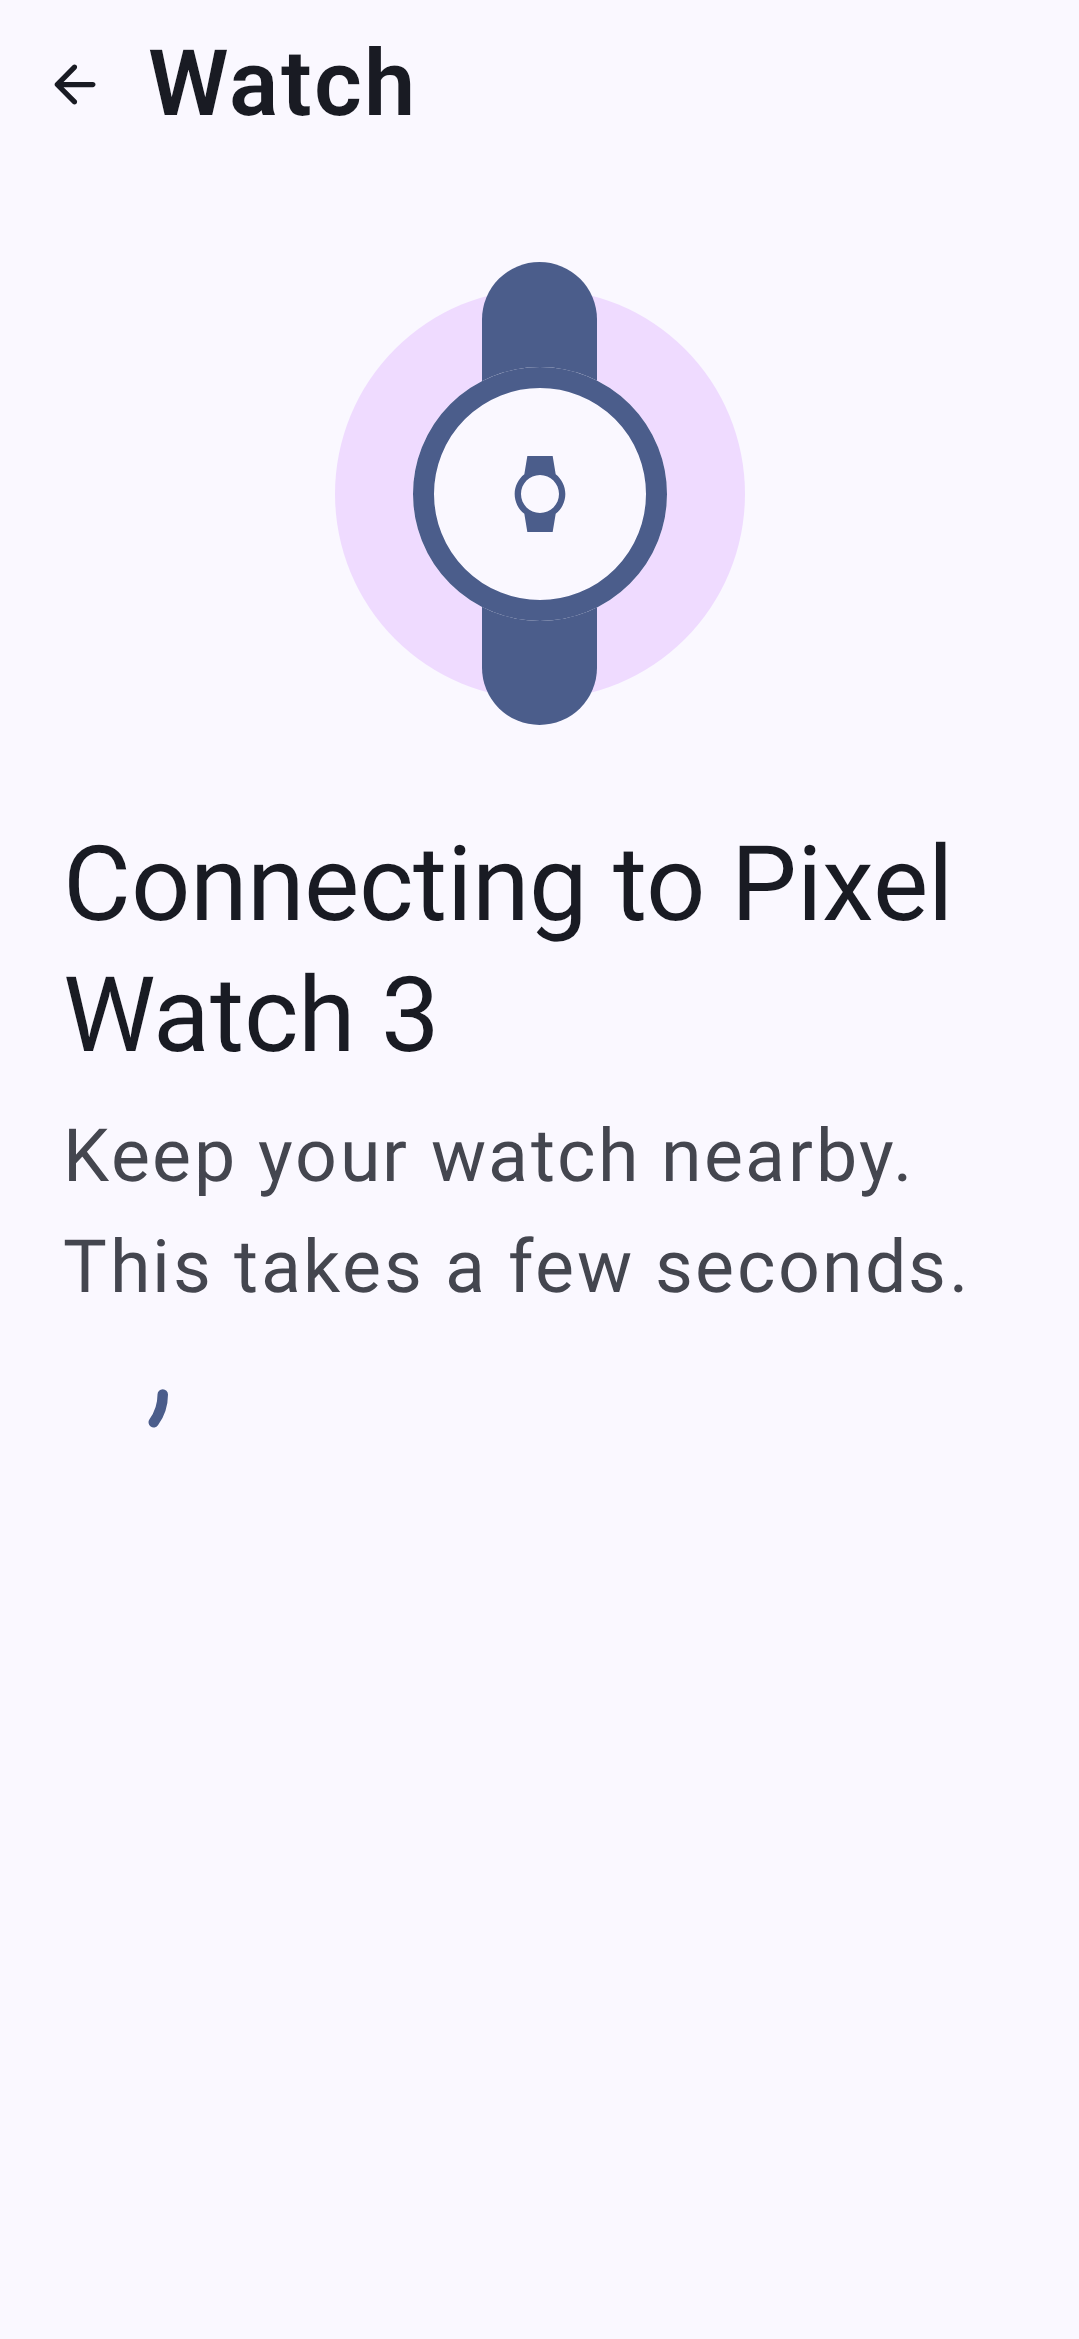 Watch
Connecting to Pixel
Watch 3
Keep your watch nearby.
This takes a few seconds.